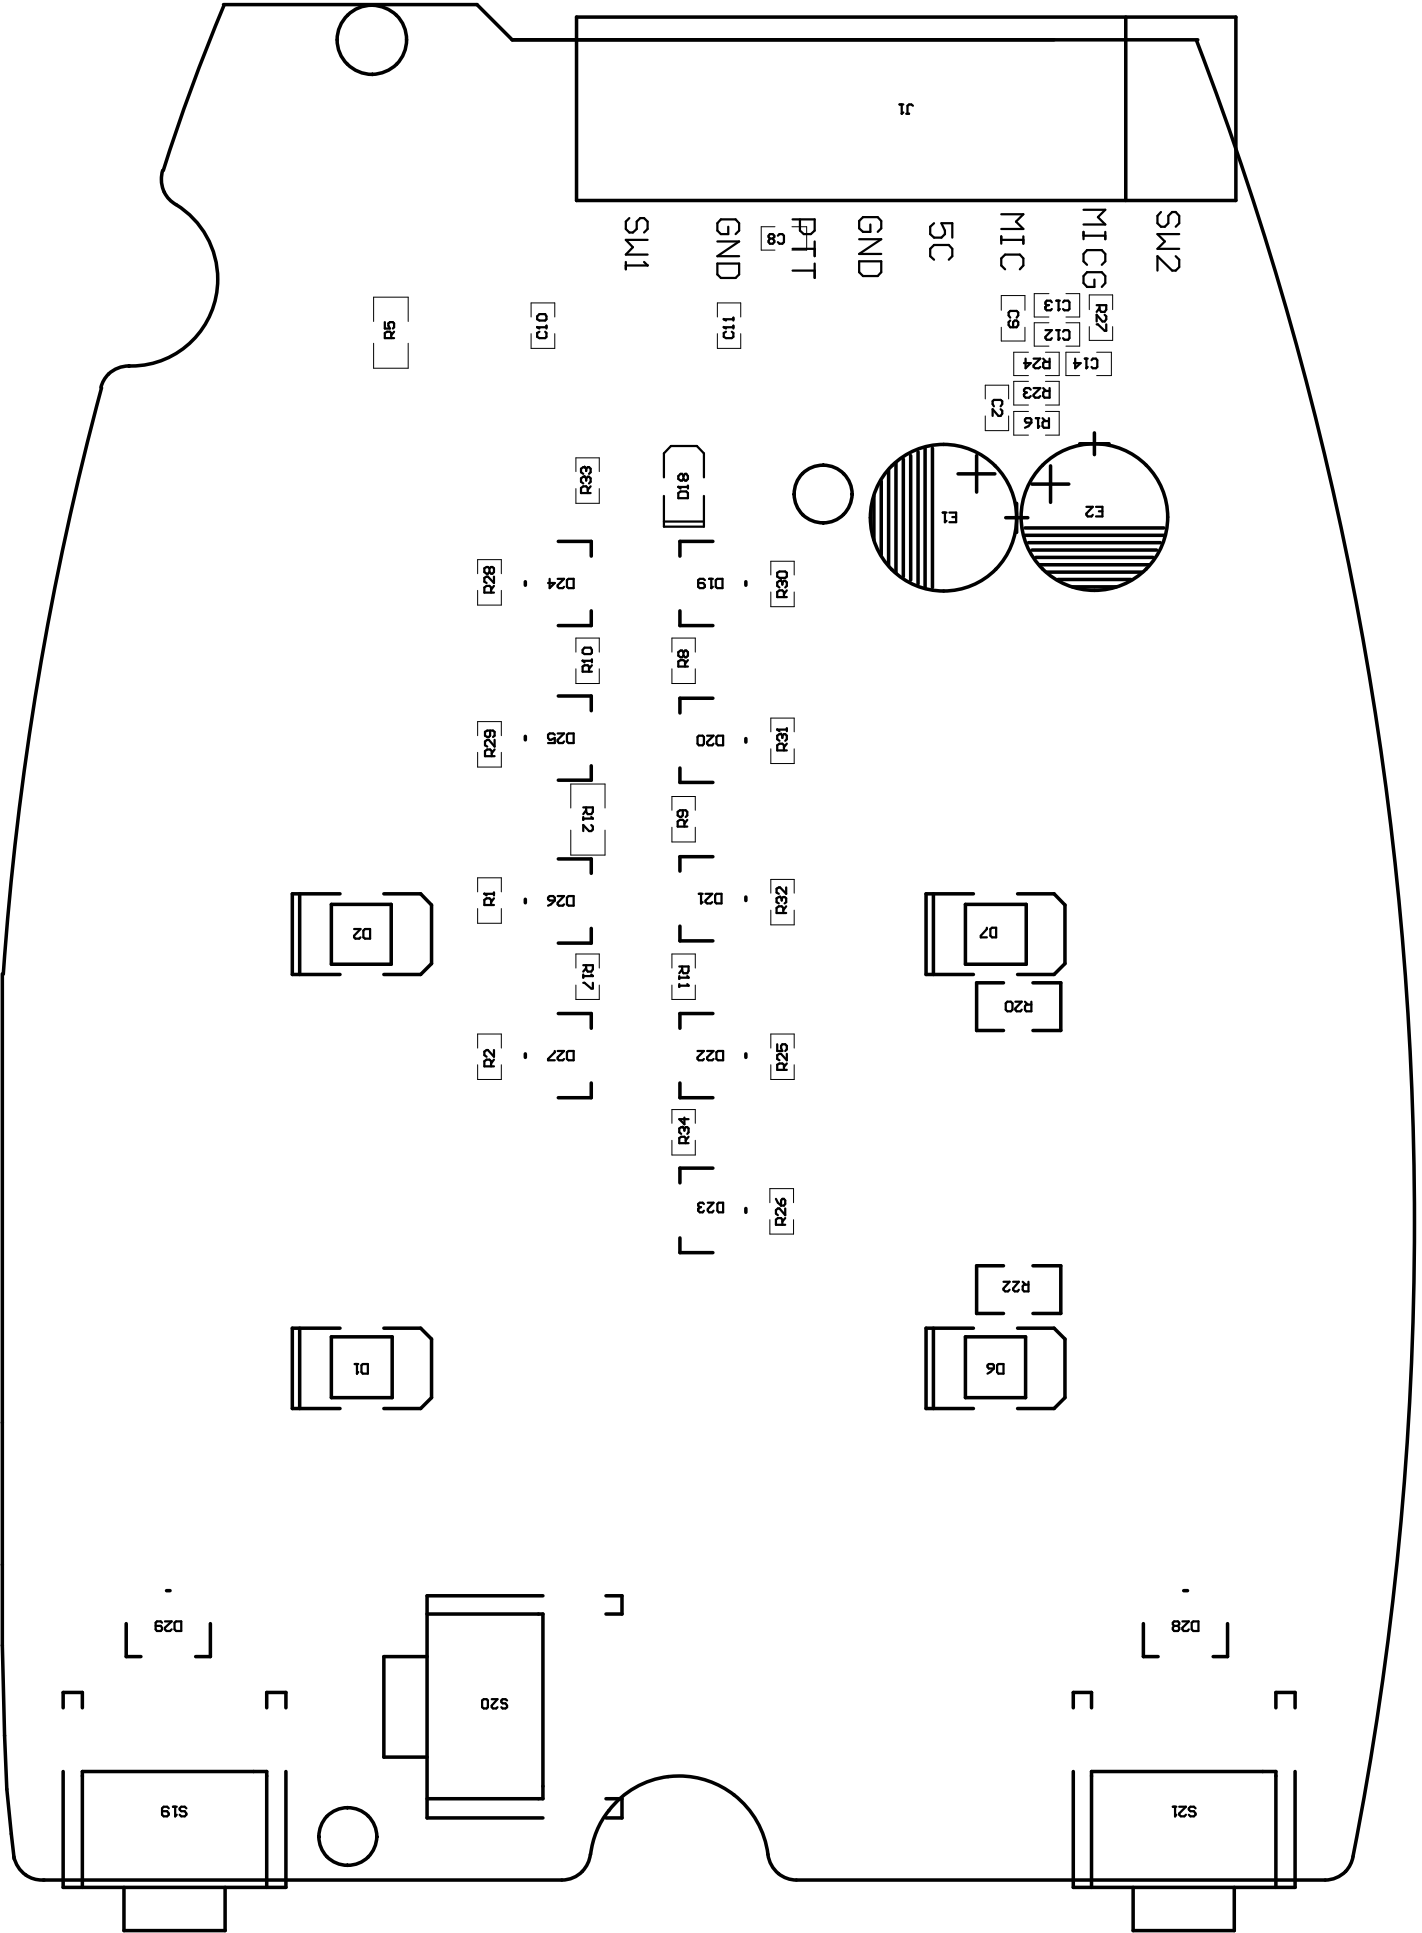 J1
SW1
GND
C8
PTT
GND
5C
MIC
MICG
SW2
R5
C10
C11
C9
C13
R27
C12
R24
C14
R23
C2
R16
R33
D18
E1
E2
R28
D24
D19
R30
R10
R8
R29
D25
D20
R31
R12
R9
R1
D26
D21
R32
D2
D7
R17
R11
R20
R2
D27
D22
R25
R34
D23
R26
R22
D1
D6
D29
D28
S20
S19
S21